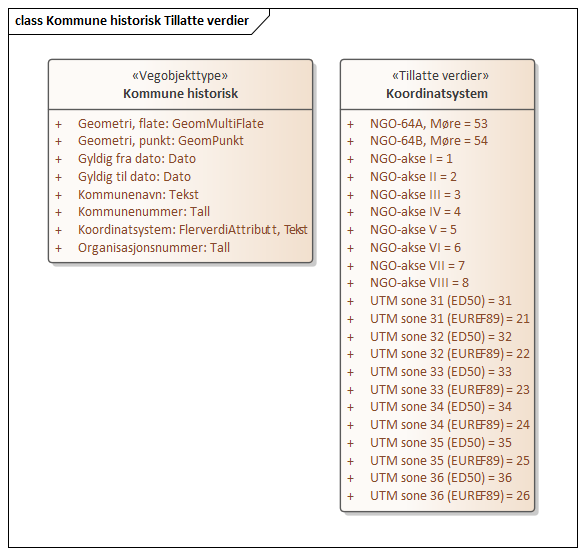 class Kommune historisk Tillatte verdier
«Vegobjekttype»
Kommune historisk
+ Geometri, flate: GeomMultiFlate
+ Geometri, punkt: GeomPunkt
+ Gyldig fra dato: Dato
+ Gyldig til dato: Dato
+ Kommunenavn: Tekst
+ Kommunenummer: Tall
+ Koordinatsystem: FlerverdiAttributt, Tekst
+ Organisasjonsnummer: Tall
«Tillatte verdier»
Koordinatsystem
+ NGO-64A, Møre = 53
+ NGO-64B, Møre = 54
+ NGO-akse I = 1
+ NGO-akse II = 2
+ NGO-akse III = 3
+ NGO-akse IV = 4
+ NGO-akse V = 5
+ NGO-akse VI = 6
+ NGO-akse VII = 7
+ NGO-akse VIII = 8
+ UTM sone 31 (ED50) = 31
+ UTM sone 31 (EUREF89) = 21
+ UTM sone 32 (ED50) = 32
+ UTM sone 32 (EUREF89) = 22
+ UTM sone 33 (ED50) = 33
+ UTM sone 33 (EUREF89) = 23
+ UTM sone 34 (ED50) = 34
+ UTM sone 34 (EUREF89) = 24
+ UTM sone 35 (ED50) = 35
+ UTM sone 35 (EUREF89) = 25
+ UTM sone 36 (ED50) = 36
+ UTM sone 36 (EUREF89) = 26